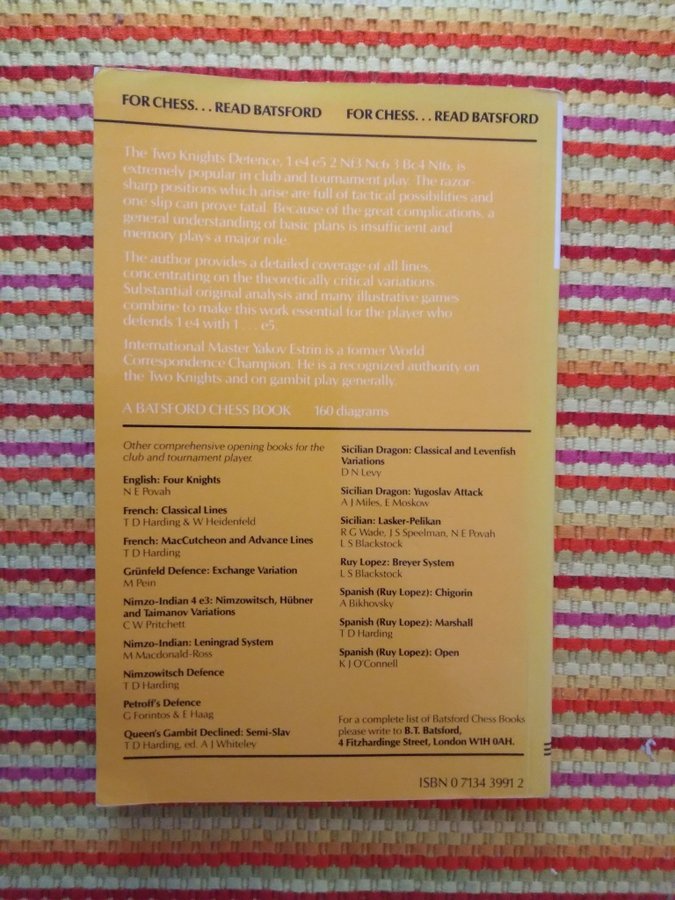 FOR CHESS. . . READ BATSFORD FOR CHESS. . . READ BATSFORD
The Two Knights Defence, 1 e4 e5 2 Nf3 Nc6 3 Bc4 Nf6, is
extremely popular in club and tournament play. The razor-
sharp positions which arise are full of tactical possibilities and
one slip can prove fatal. Because of the great complications, a
general understanding of basic plans is insufficient and
memory plays a major role.
The author provides a detailed coverage of all lines,
concentrating on the theoretically critical variations.
Substantial original analysis and many illustrative games
combine to make this work essential for the player who
defends 1 e4 with 1 . . . e5.
International Master Yakov Estrin is a former World
Correspondence Champion. He is a recognized authority on
the Two Knights and on gambit play generally.
A BATSFORD CHESS BOOK 160 diagrams
Other comprehensive opening books for the
club and tournament player.
English: Four Knights
N E Povah
French: Classical Lines
T D Harding & W Heidenfeld
French: MacCutcheon and Advance Lines
T D Harding
Grünfeld Defence: Exchange Variation
M Pein
Nimzo-Indian 4 e3: Nimzowitsch, Hübner
and Taimanov Variations
C W Pritchett
Nimzo-Indian: Leningrad System
M Macdonald-Ross
Nimzowitsch Defence
T D Harding
Petroff's Defence
G Forintos & E Haag
Queen's Gambit Declined: Semi-Slav
T D Harding, ed. A J Whiteley
Sicilian Dragon: Classical and Levenfish
Variations
D N Levy
Sicilian Dragon: Yugoslav Attack
A J Miles, E Moskow
Sicilian: Lasker-Pelikan
R G Wade, J S Speelman, N E Povah
L S Blackstock
Ruy Lopez: Breyer System
L S Blackstock
Spanish (Ruy Lopez): Chigorin
A Bikhovsky
Spanish (Ruy Lopez): Marshall
T D Harding
Spanish (Ruy Lopez): Open
K J O'Connell
For a complete list of Batsford Chess Books
please write to B.T. Batsford,
4 Fitzhardinge Street, London W1H 0AH.
ISBN 0 7134 3991 2